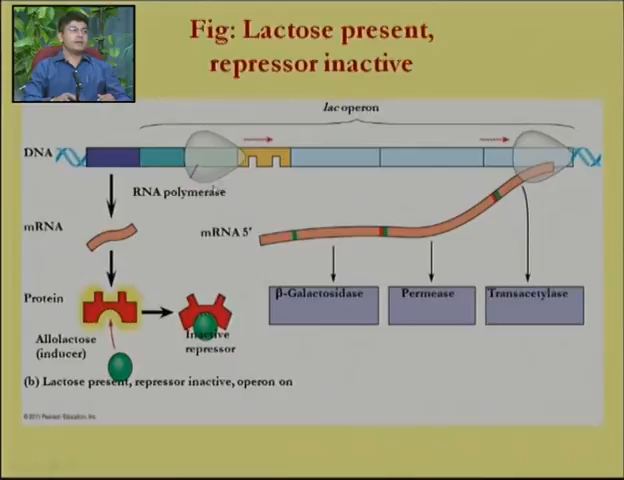 Fig: Lactose present,
repressor inactive
lac operon
DNA
RNA polymerase
mRNA
mRNA 5'
Protein
β-Galactosidase
Permease
Transacetylase
Allolactose
(inducer)
Inactive
repressor
(b) Lactose present, repressor inactive, operon on
©2011 Pearson Education, Inc.